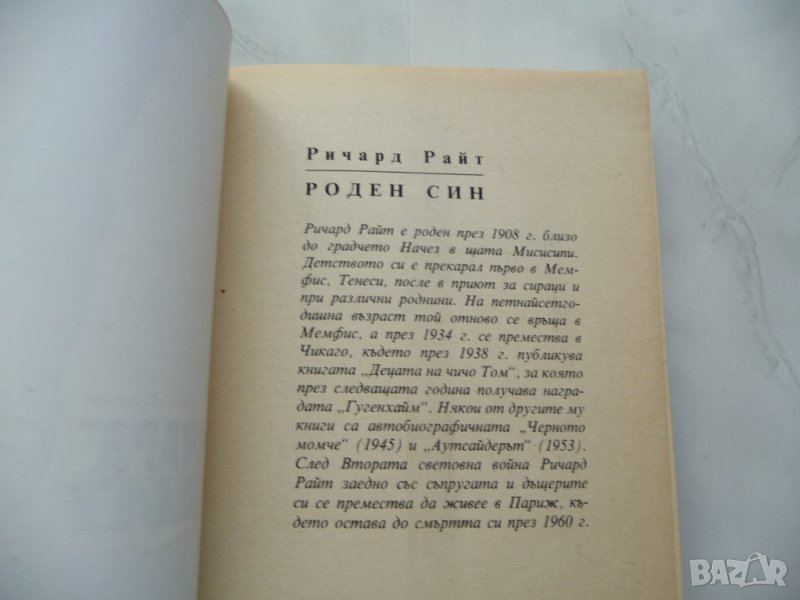 Ричард Райт
РОДЕН СИН
Ричард Райт е роден през 1908 г. близо
до градчето Начез в щата Мисисипи.
Детството си е прекарал първо в Мем-
фис, Тенеси, после в приют за сираци и
при различни роднини. На петнайсетго-
дишна възраст той отново се връща в
Мемфис, а през 1934 г. се премества в
Чикаго, където през 1938 г. публикува
книгата „Децата на чичо Том“, за която
през следващата година получава награ-
дата „Гугенхайм“. Някои от другите му
книги са автобиографичната „Черното
момче“ (1945) и „Аутсайдерът“ (1953).
След Втората световна война Ричард
Райт заедно със съпругата и дъщерите
си се премества да живее в Париж, къ-
дето остава до смъртта си през 1960 г.
BAZAR